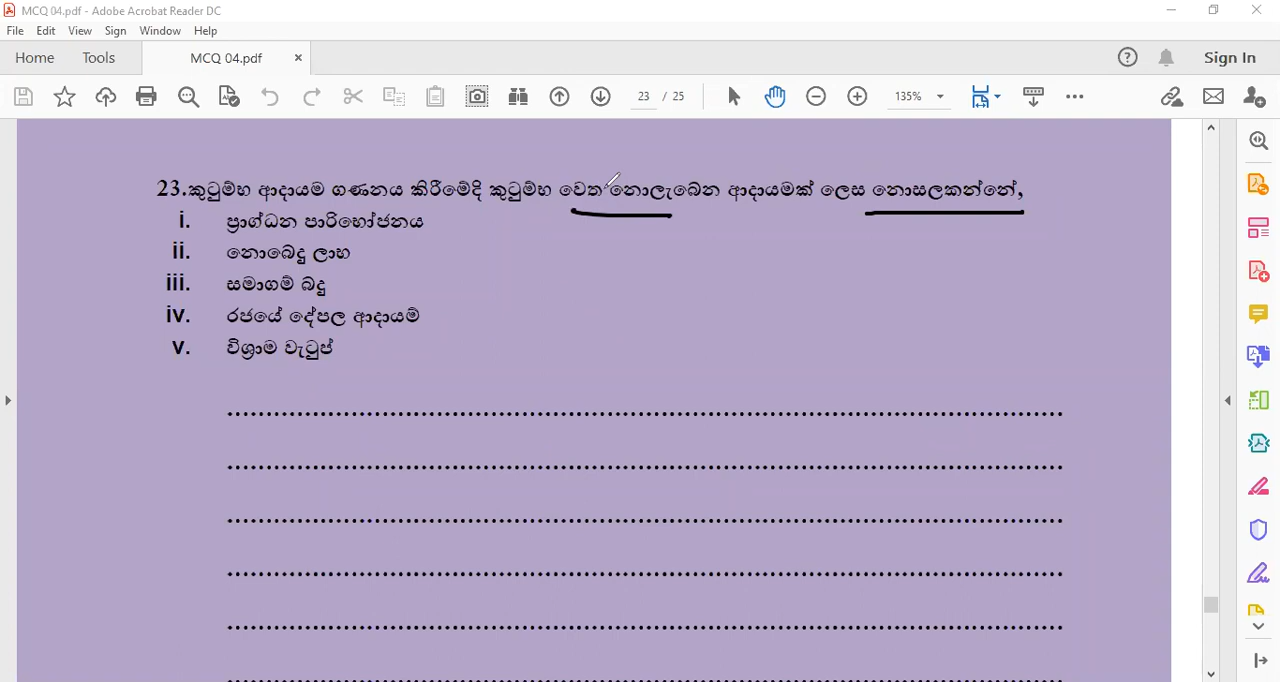 MCQ 04.pdf - Adobe Acrobat Reader DC
File Edit View Sign Window Help
Home Tools MCQ 04.pdf × Sign In
23 / 25 135%
23.කුටුම්භ ආදායම ගණනය කිරීමේදි කුටුම්භ වෙත නොලැබේන ආදායමක් ලෙස නොසලකන්නේ,
i. ප්‍රාග්ධන පාරිභෝජනය
ii. නොබේදු ලාභ
iii. සමාගම් බදු
iv. රජයේ දේපල ආදායම්
v. විශ්‍රාම වැටුප්